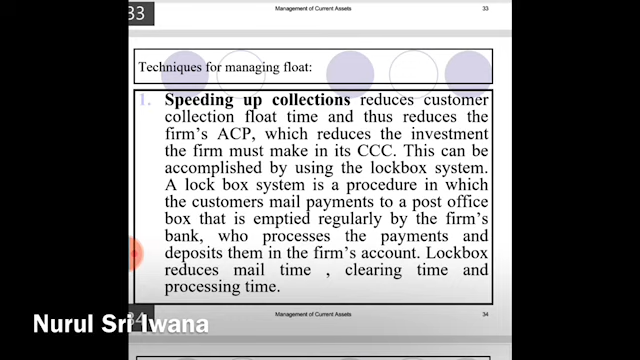 33
Management of Current Assets
33
Techniques for managing float:
1. Speeding up collections reduces customer
collection float time and thus reduces the
firm's ACP, which reduces the investment
the firm must make in its CCC. This can be
accomplished by using the lockbox system.
A lock box system is a procedure in which
the customers mail payments to a post office
box that is emptied regularly by the firm's
bank, who processes the payments and
deposits them in the firm's account. Lockbox
reduces mail time , clearing time and
processing time.
34
Management of Current Assets
34
Nurul Sri Iwana